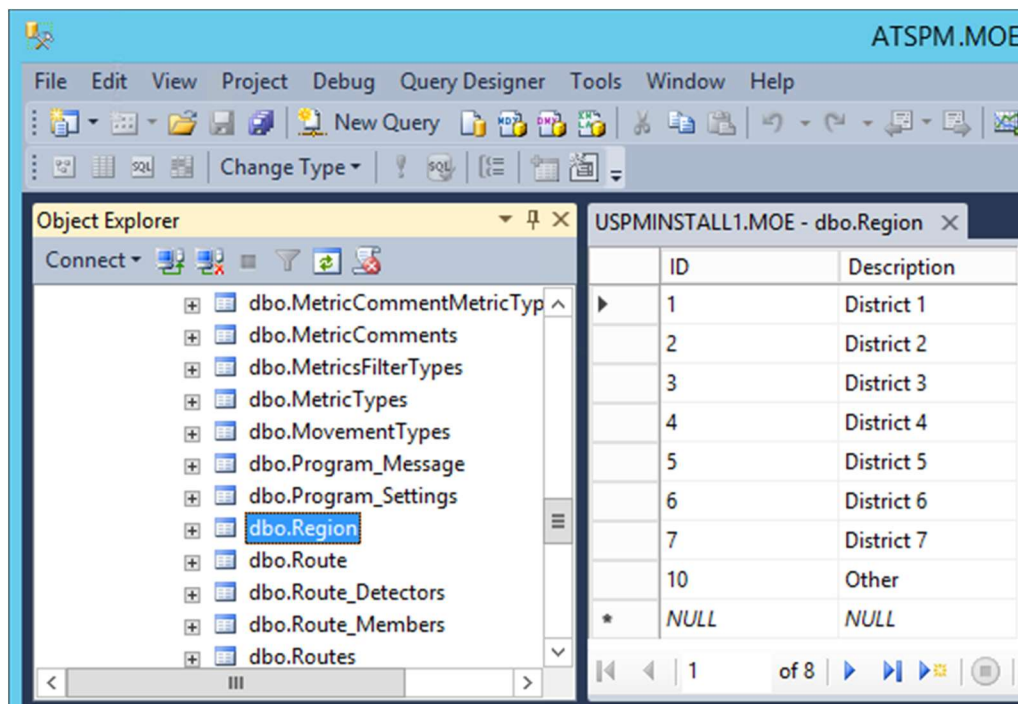 ATSPM.MOE
File Edit View Project Debug Query Designer Tools Window Help
New Query
Change Type
Object Explorer
Connect
dbo.MetricCommentMetricTyp
dbo.MetricComments
dbo.MetricsFilterTypes
dbo.MetricTypes
dbo.MovementTypes
dbo.Program_Message
dbo.Program_Settings
dbo.Region
dbo.Route
dbo.Route_Detectors
dbo.Route_Members
dbo.Routes
USPMINSTALL1.MOE - dbo.Region
ID Description
1 District 1
2 District 2
3 District 3
4 District 4
5 District 5
6 District 6
7 District 7
10 Other
NULL NULL
1 of 8